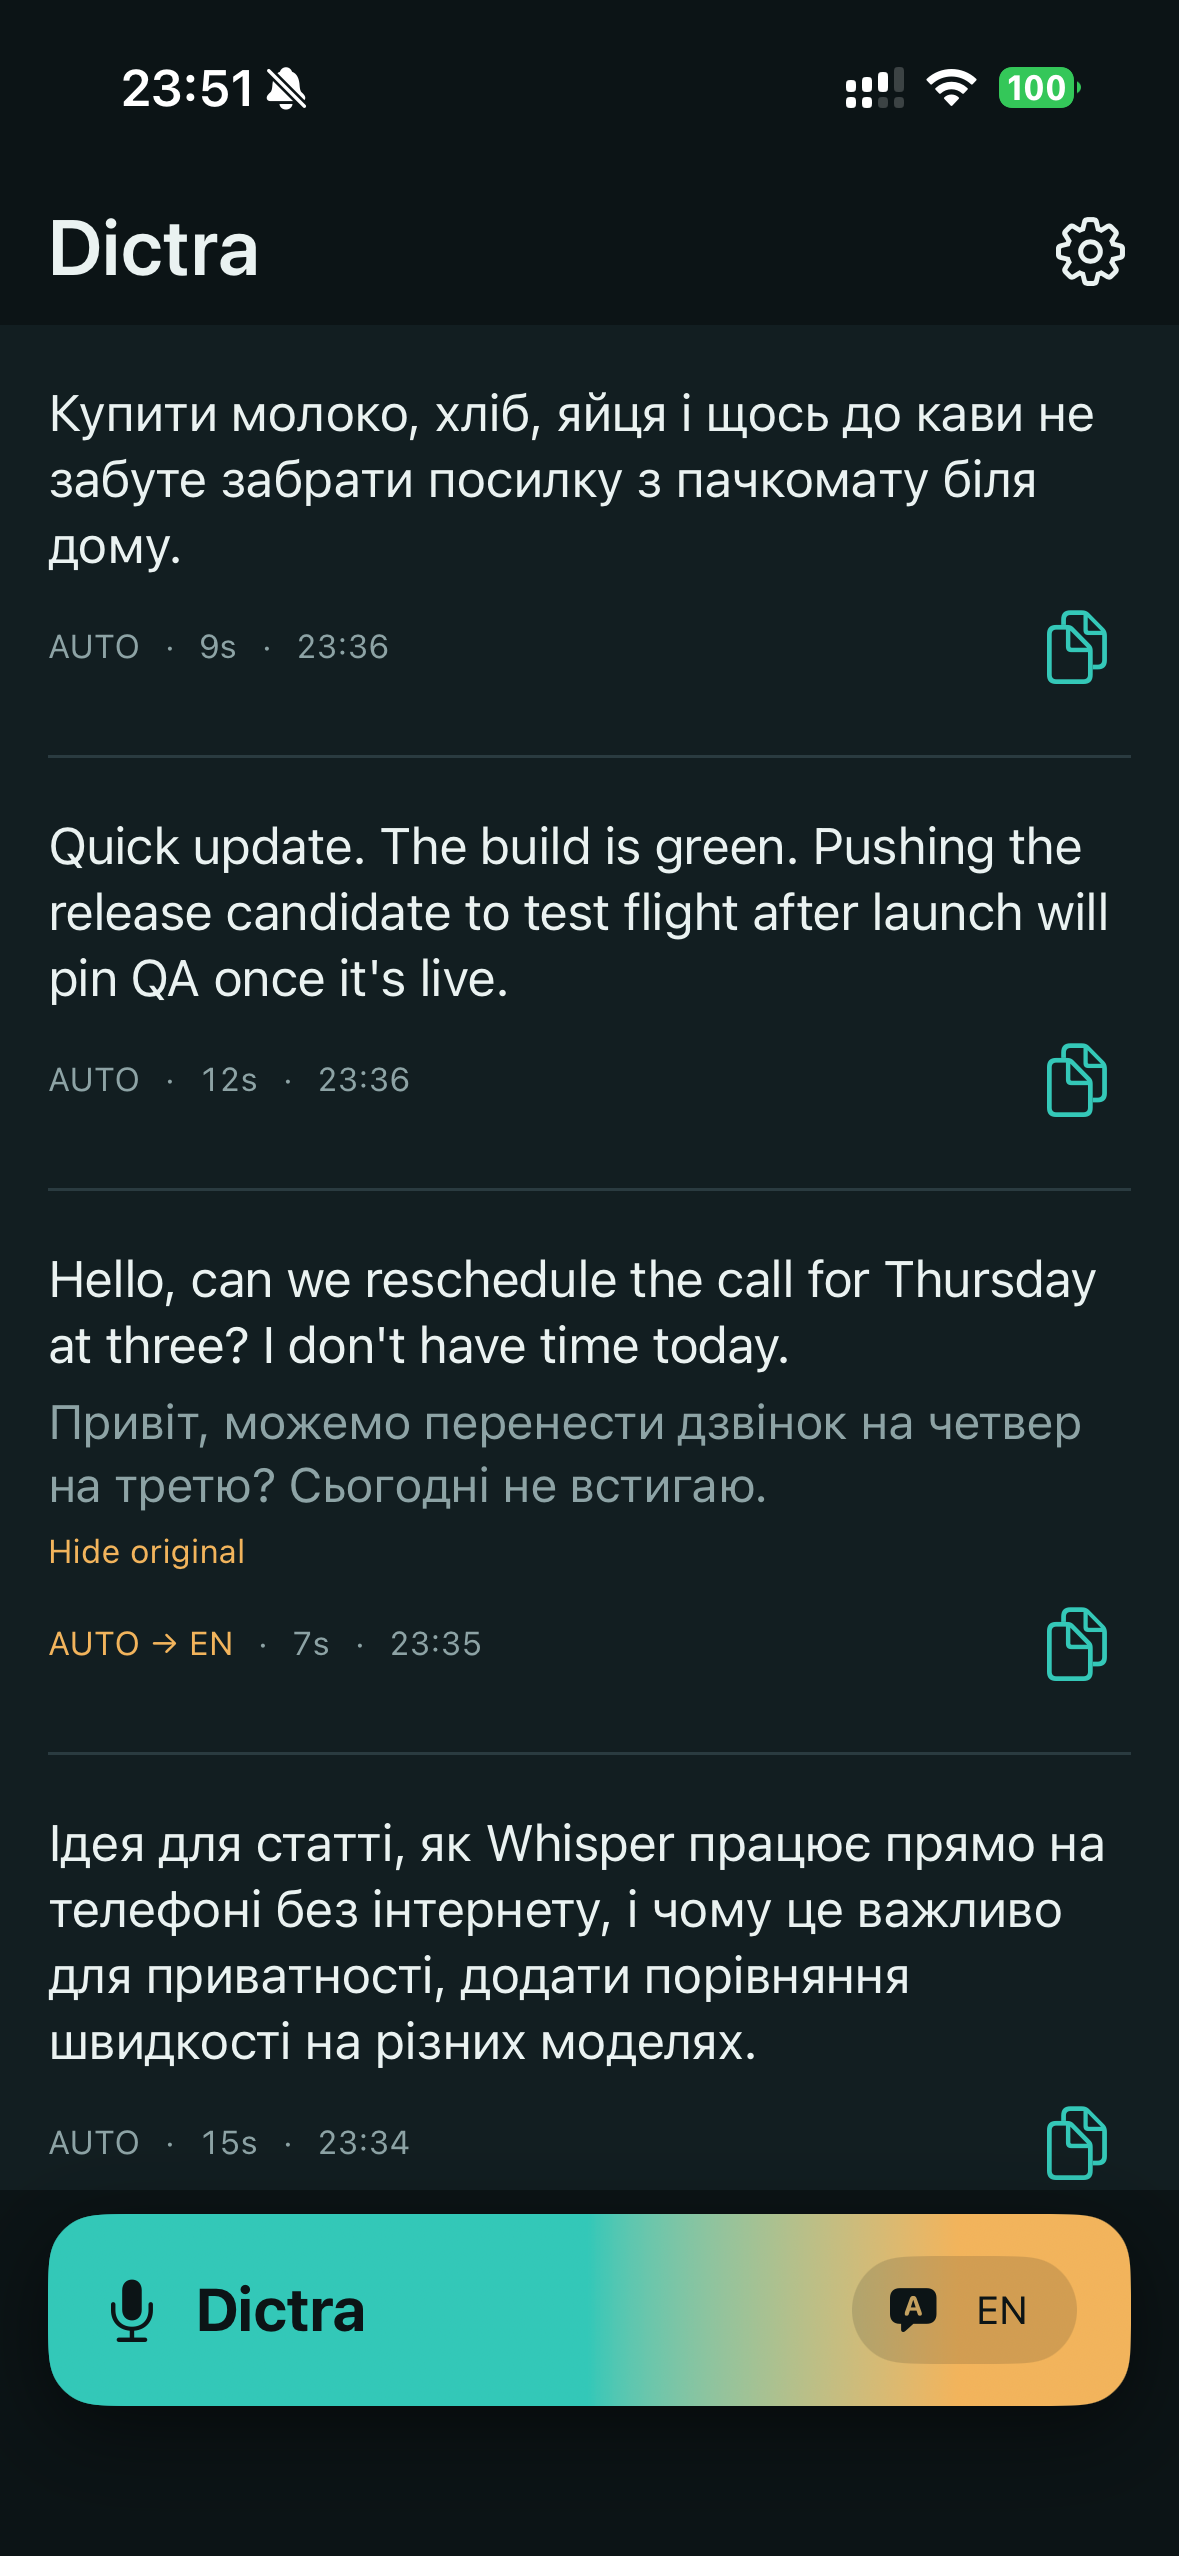 23:51
100
Dictra
Купити молоко, хліб, яйця і щось до кави не
забуте забрати посилку з пачкомату біля
дому.
AUTO · 9s · 23:36
Quick update. The build is green. Pushing the
release candidate to test flight after launch will
pin QA once it's live.
AUTO · 12s · 23:36
Hello, can we reschedule the call for Thursday
at three? I don't have time today.
Привіт, можемо перенести дзвінок на четвер
на третю? Сьогодні не встигаю.
Hide original
AUTO → EN · 7s · 23:35
Ідея для статті, як Whisper працює прямо на
телефоні без інтернету, і чому це важливо
для приватності, додати порівняння
швидкості на різних моделях.
AUTO · 15s · 23:34
Dictra
A EN